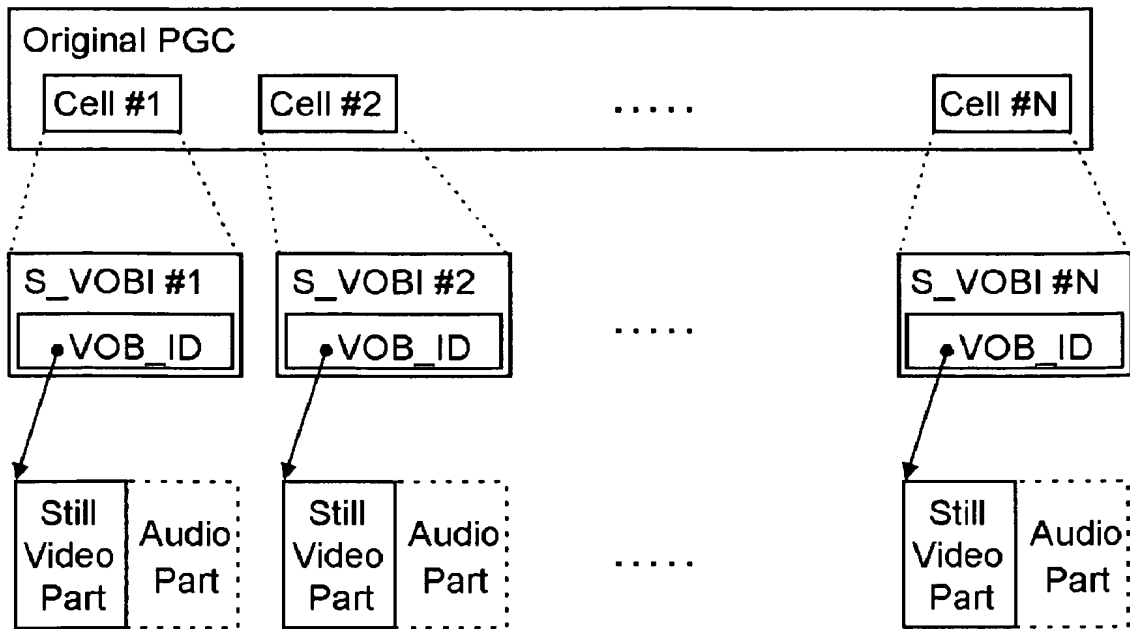 Original PGC
Cell #1 Cell #2 ..... Cell #N
S_VOBI #1 S_VOBI #2 ..... S_VOBI #N
VOB_ID VOB_ID VOB_ID
Still Video Part Audio Part Still Video Part Audio Part ..... Still Video Part Audio Part